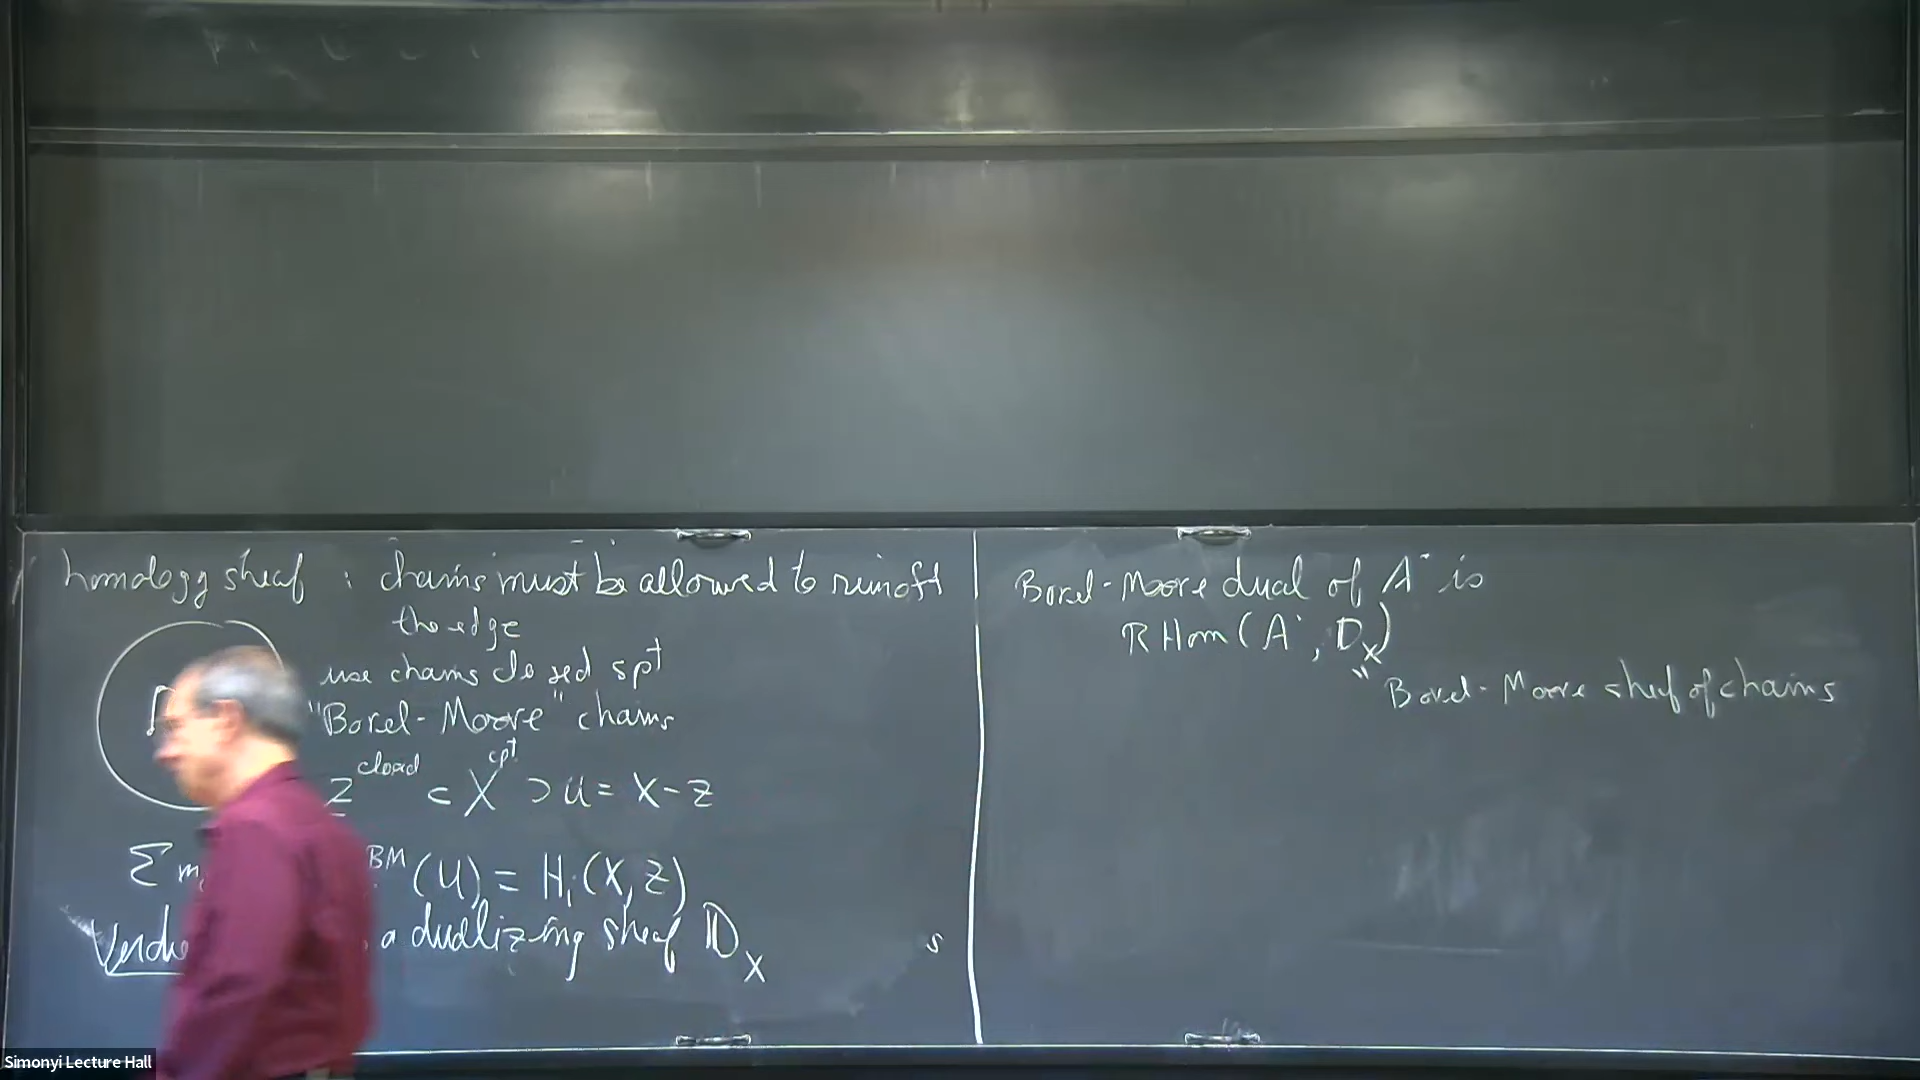 homology sheaf : chains must be allowed to run off
the edge
use chains closed spt
"Borel-Moore" chains
Z closed ⊂ X cpt ⊃ U = X - Z
BM (U) = H_i(X, Z)
a dualizing sheaf 𝔻_X
s
Borel-Moore dual of A^• is
R Hom (A^•, 𝔻_X)
" Borel-Moore sheaf of chains
Simonyi Lecture Hall